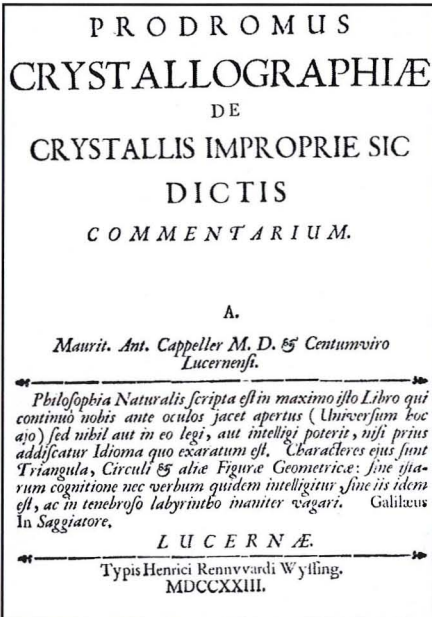 PRODROMUS
CRYSTALLOGRAPHIÆ
DE
CRYSTALLIS IMPROPRIE SIC
DICTIS
COMMENTARIUM.
A.
Maurit. Ant. Cappeller M. D. & Centumviro
Lucernensi.
Philosophia Naturalis scripta est in maximo isto Libro qui
continuò nobis ante oculos jacet apertus ( Universum hoc
ajo ) sed nihil aut in eo legi, aut intelligi poterit, nisi prius
addiscatur Idioma quo exaratum est. Characteres ejus sunt
Triangula, Circuli & aliæ Figuræ Geometricæ: sine ista-
rum cognitione nec verbum quidem intelligitur, sine iis idem
est, ac in tenebroso labyrintho inaniter vagari. Galilæus
In Saggiatore.
LUCERNÆ.
Typis Henrici Rennwardi Wyssing.
MDCCXXIII.